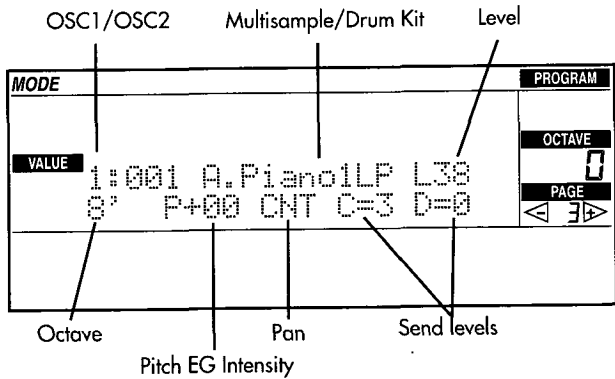 OSC1/OSC2 Multisample/Drum Kit Level
MODE PROGRAM
OCTAVE
VALUE 1:001 A.Piano1LP L38 0
8' P+00 CNT C=3 D=0 PAGE
- 3 +
Octave Pan Send levels
Pitch EG Intensity